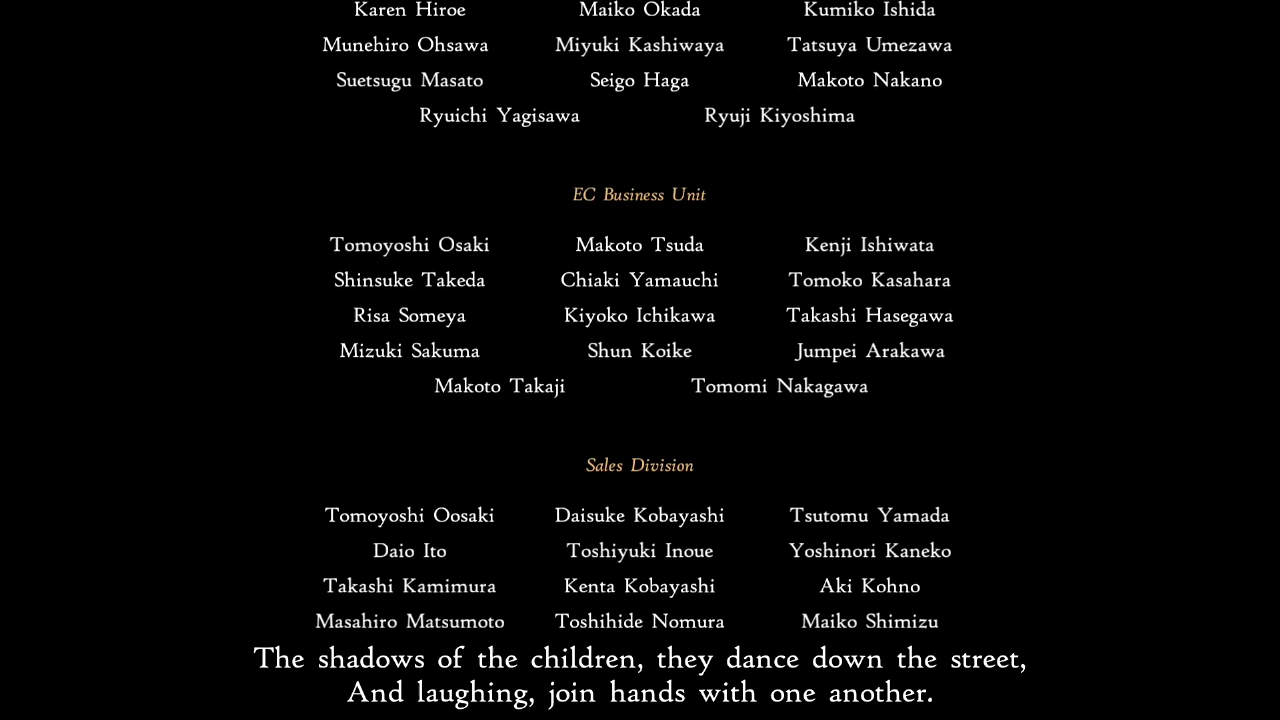 Karen Hiroe Maiko Okada Kumiko Ishida
Munehiro Ohsawa Miyuki Kashiwaya Tatsuya Umezawa
Suetsugu Masato Seigo Haga Makoto Nakano
Ryuichi Yagisawa Ryuji Kiyoshima
EC Business Unit
Tomoyoshi Osaki Makoto Tsuda Kenji Ishiwata
Shinsuke Takeda Chiaki Yamauchi Tomoko Kasahara
Risa Someya Kiyoko Ichikawa Takashi Hasegawa
Mizuki Sakuma Shun Koike Jumpei Arakawa
Makoto Takaji Tomomi Nakagawa
Sales Division
Tomoyoshi Oosaki Daisuke Kobayashi Tsutomu Yamada
Daio Ito Toshiyuki Inoue Yoshinori Kaneko
Takashi Kamimura Kenta Kobayashi Aki Kohno
Masahiro Matsumoto Toshihide Nomura Maiko Shimizu
The shadows of the children, they dance down the street,
And laughing, join hands with one another.